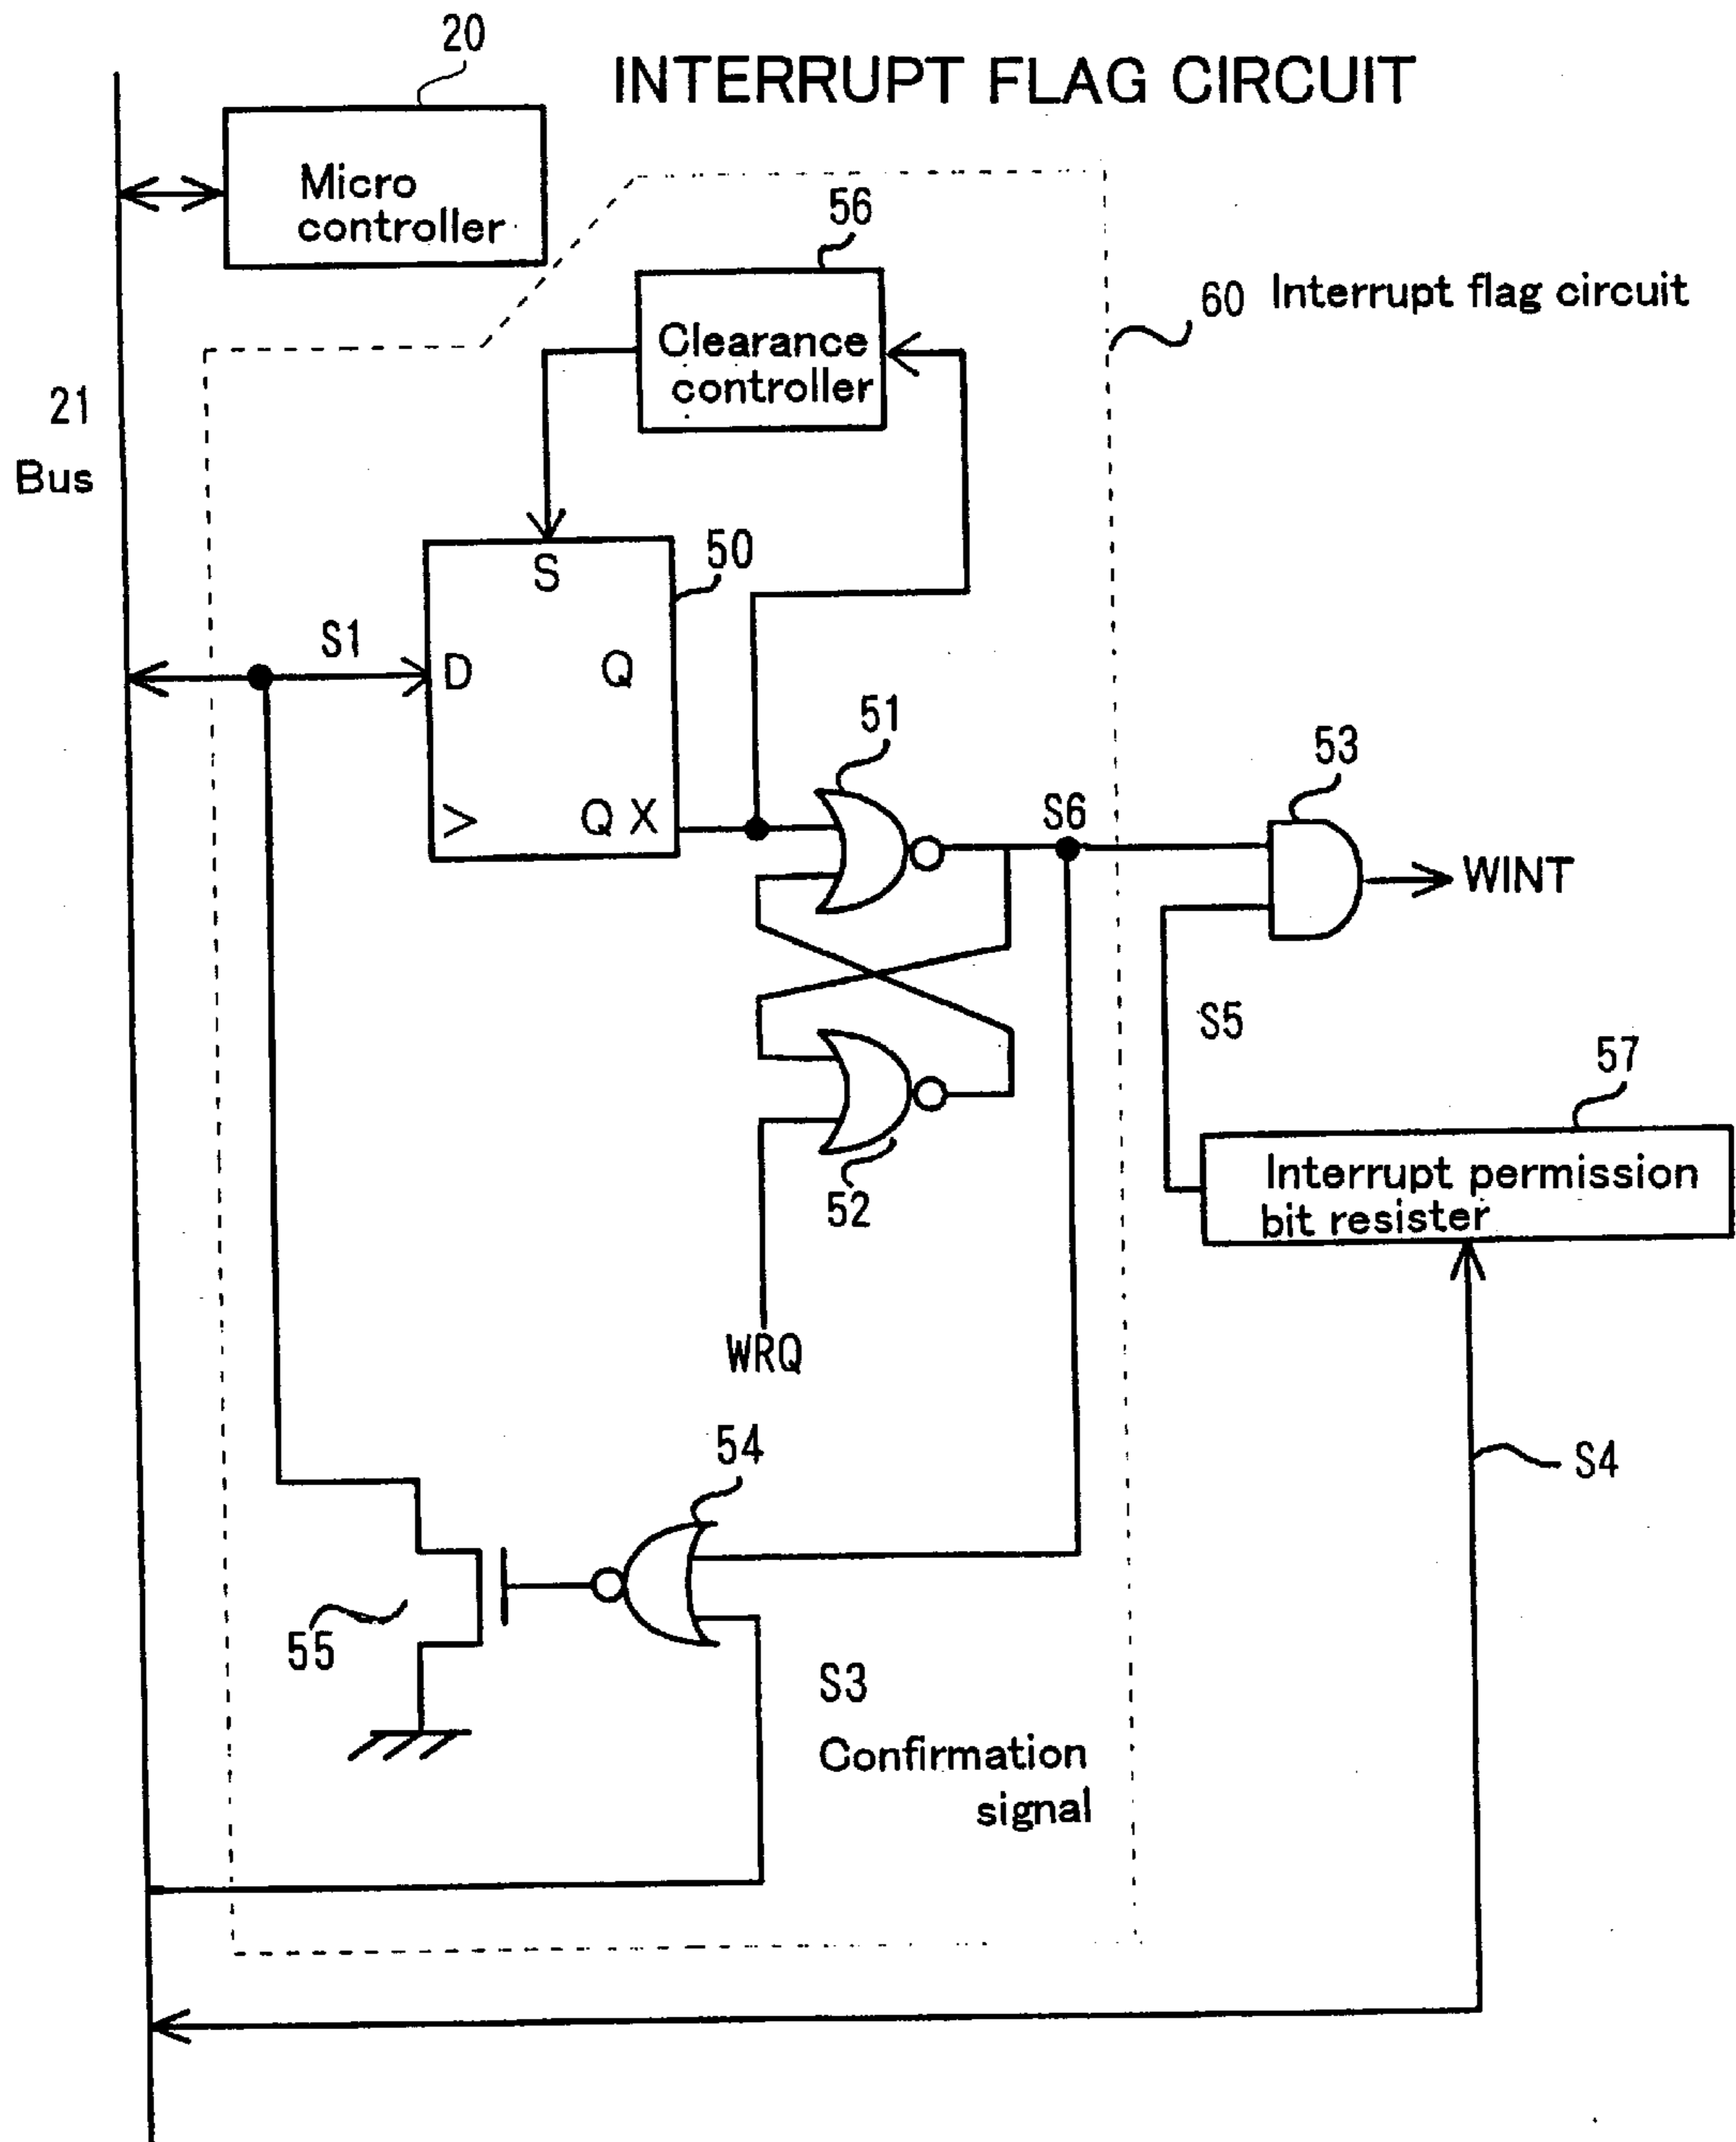 20
INTERRUPT FLAG CIRCUIT
Micro
controller
56
60 Interrupt flag circuit
Clearance
controller
21
Bus
50
S
S1
D
Q
51
53
S6
>
Q X
WINT
S5
57
Interrupt permission
bit resister
52
WRQ
54
S4
55
S3
Confirmation
signal